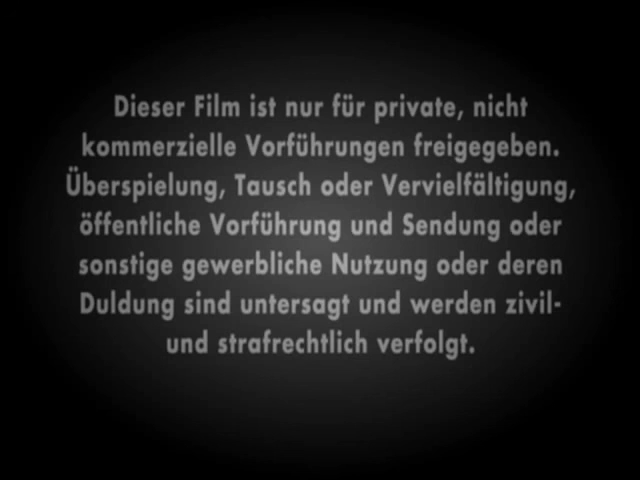 Dieser Film ist nur für private, nicht
kommerzielle Vorführungen freigegeben.
Überspielung, Tausch oder Vervielfältigung,
öffentliche Vorführung und Sendung oder
sonstige gewerbliche Nutzung oder deren
Duldung sind untersagt und werden zivil-
und strafrechtlich verfolgt.